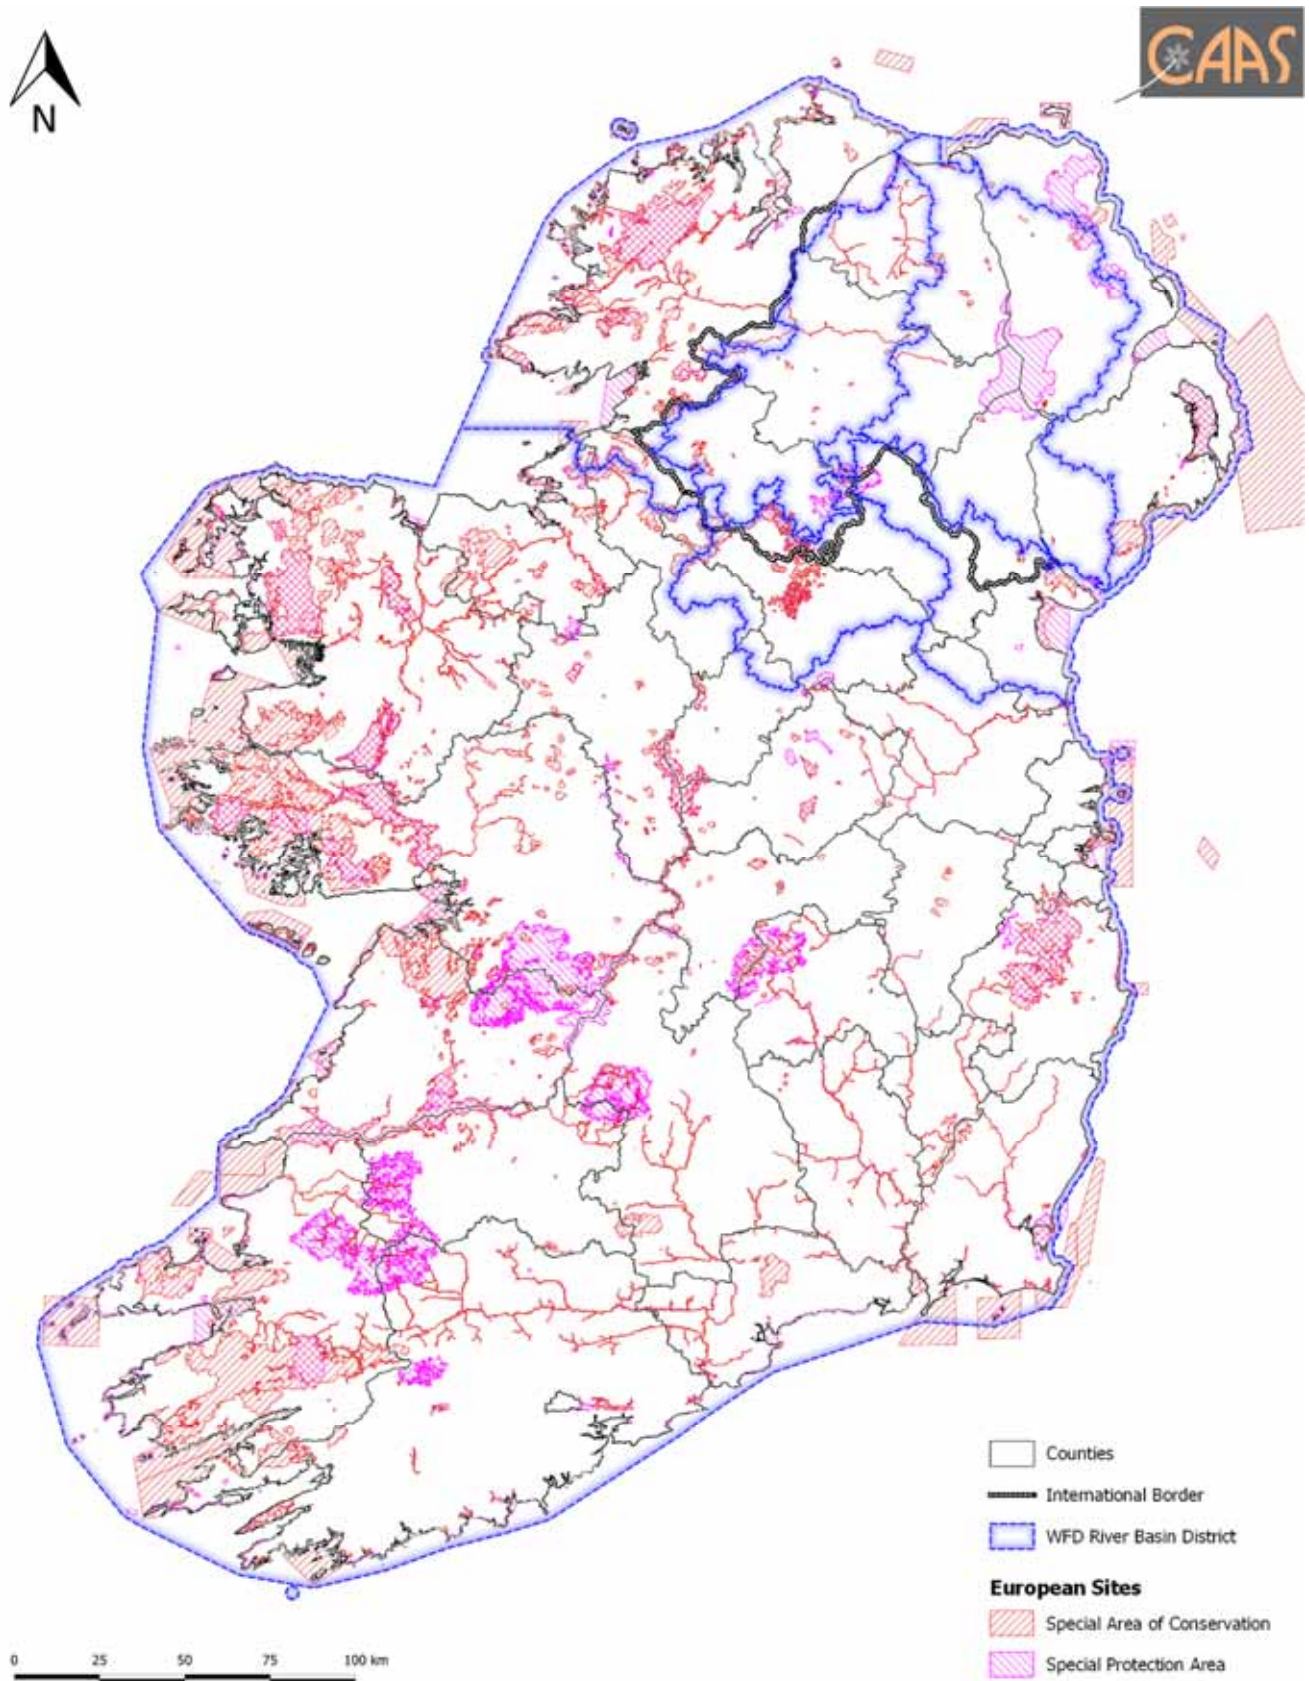 CAAS
N
Counties
International Border
WFD River Basin District
European Sites
Special Area of Conservation
Special Protection Area
0 25 50 75 100 km